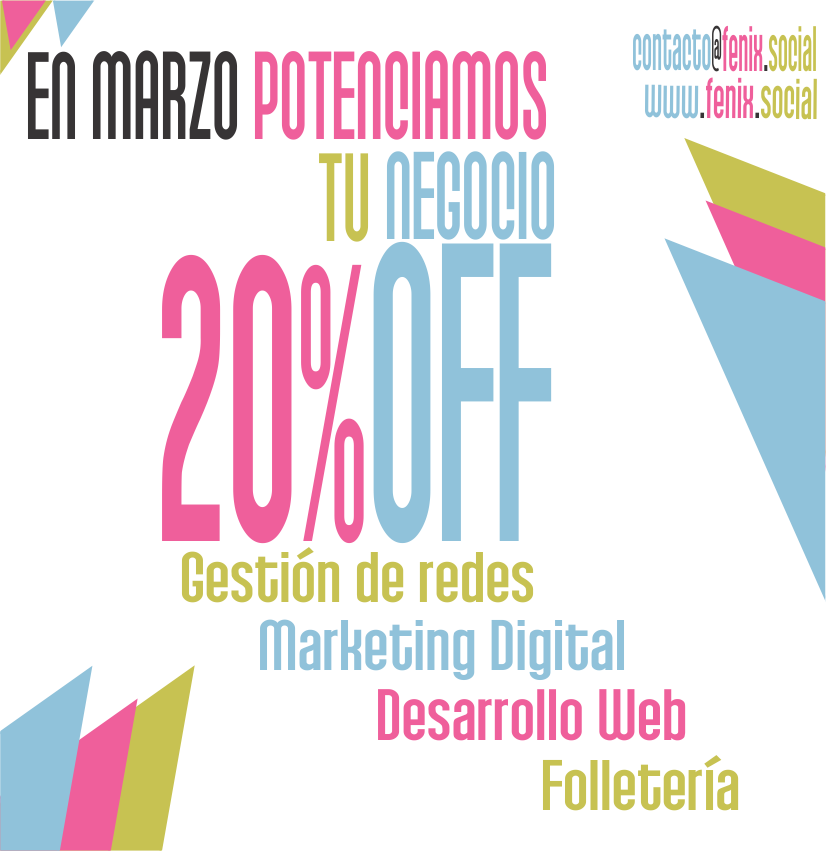 EN MARZO POTENCIAMOS
TU NEGOCIO
20%OFF
Gestión de redes
Marketing Digital
Desarrollo Web
Folletería
contacto@fenix.social
www.fenix.social